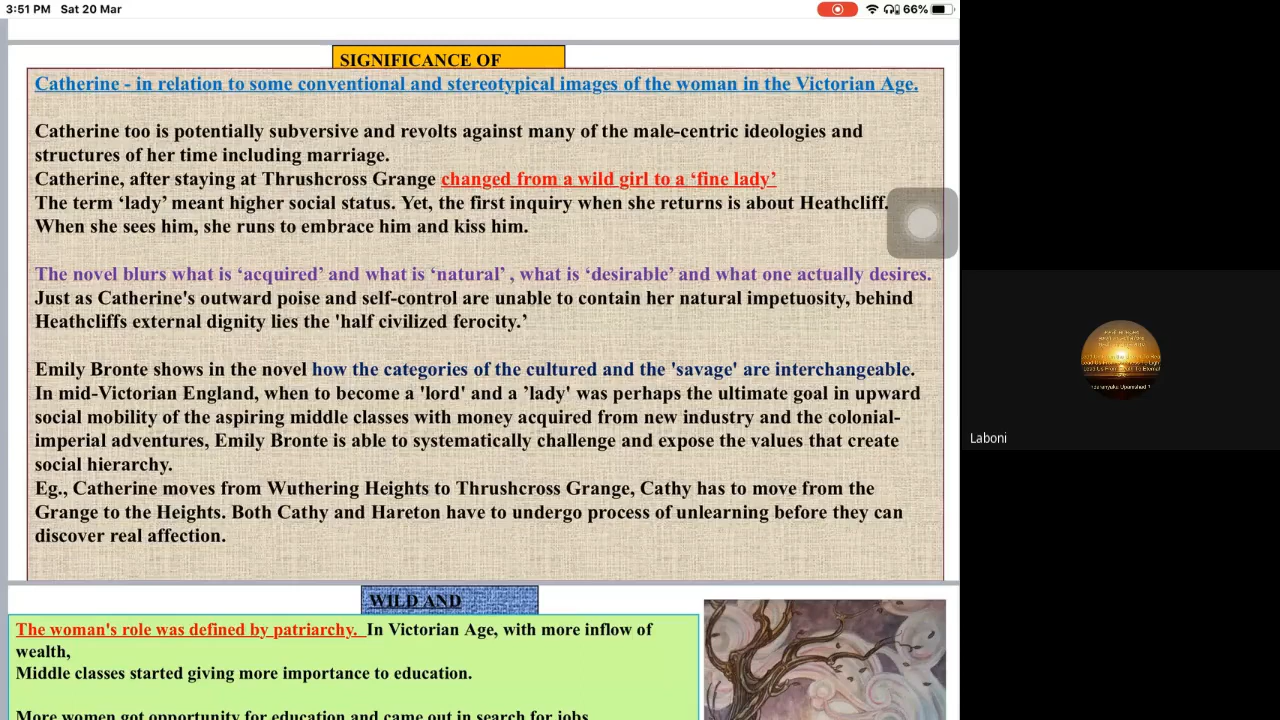 3:51 PM Sat 20 Mar
66%
SIGNIFICANCE OF
Catherine - in relation to some conventional and stereotypical images of the woman in the Victorian Age.
Catherine too is potentially subversive and revolts against many of the male-centric ideologies and
structures of her time including marriage.
Catherine, after staying at Thrushcross Grange changed from a wild girl to a ‘fine lady’
The term ‘lady’ meant higher social status. Yet, the first inquiry when she returns is about Heathcliff.
When she sees him, she runs to embrace him and kiss him.
The novel blurs what is ‘acquired’ and what is ‘natural’ , what is ‘desirable’ and what one actually desires.
Just as Catherine's outward poise and self-control are unable to contain her natural impetuosity, behind
Heathcliffs external dignity lies the 'half civilized ferocity.’
Emily Bronte shows in the novel how the categories of the cultured and the 'savage' are interchangeable.
In mid-Victorian England, when to become a 'lord' and a ’lady’ was perhaps the ultimate goal in upward
social mobility of the aspiring middle classes with money acquired from new industry and the colonial-
imperial adventures, Emily Bronte is able to systematically challenge and expose the values that create
social hierarchy.
Eg., Catherine moves from Wuthering Heights to Thrushcross Grange, Cathy has to move from the
Grange to the Heights. Both Cathy and Hareton have to undergo process of unlearning before they can
discover real affection.
WILD AND
The woman's role was defined by patriarchy. In Victorian Age, with more inflow of
wealth,
Middle classes started giving more importance to education.
More women got opportunity for education and came out in search for jobs
Laboni